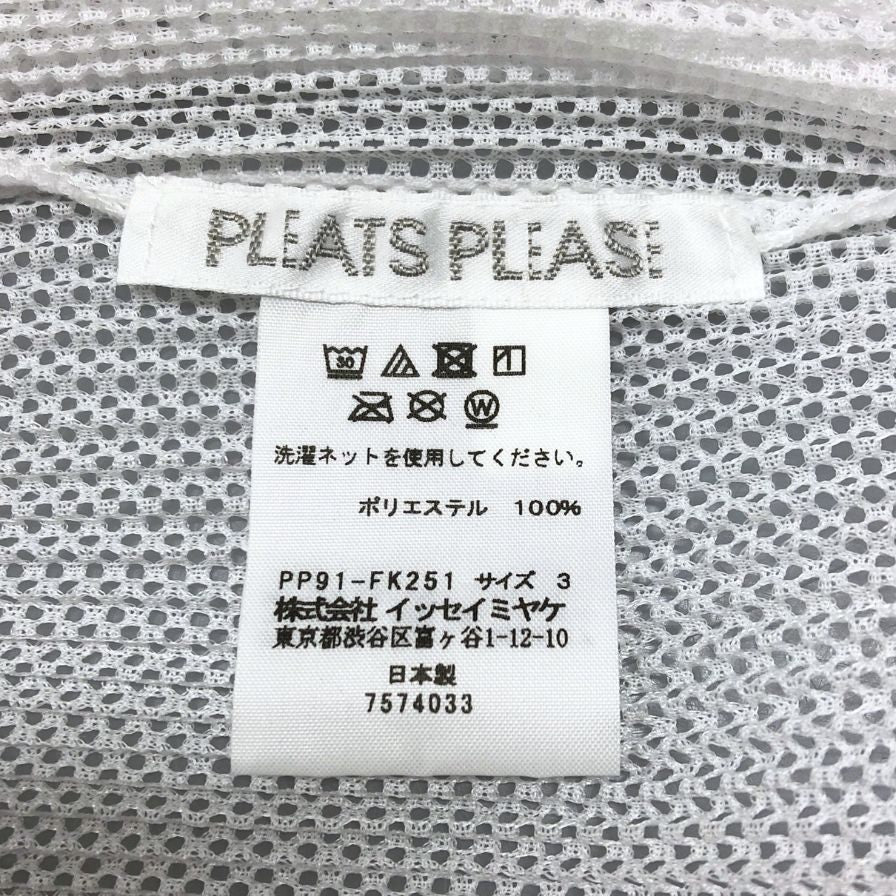 PLEATS PLEASE
30
W
洗濯ネットを使用してください。
ポリエステル 100%
PP91-FK251 サイズ 3
株式会社 イッセイミヤケ
東京都渋谷区富ヶ谷1-12-10
日本製
7574033